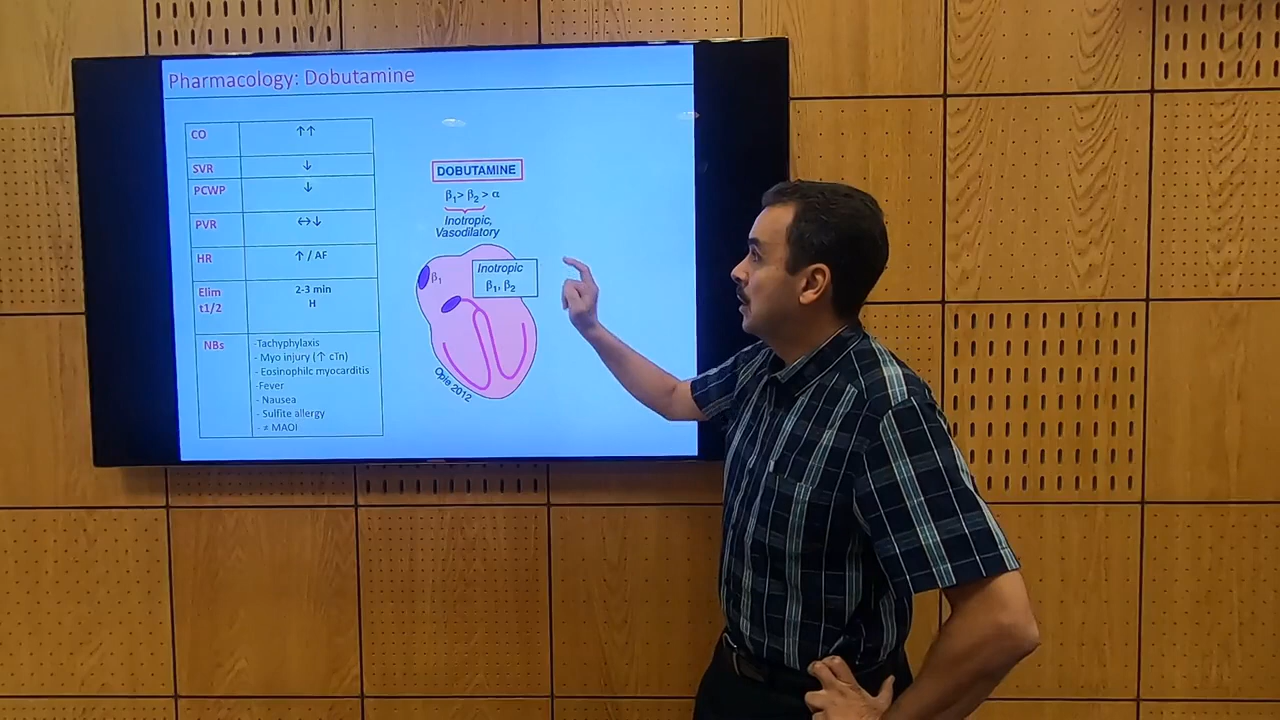 Pharmacology: Dobutamine
CO ↑↑
SVR ↓
PCWP ↓
PVR ↔↓
HR ↑ / AF
Elim 2-3 min
t1/2 H
NBs -Tachyphylaxis
- Myo injury (↑ cTn)
- Eosinophilc myocarditis
-Fever
- Nausea
- Sulfite allergy
- ≠ MAOI
DOBUTAMINE
β1> β2 > α
Inotropic,
Vasodilatory
β1
Inotropic
β1, β2
Opie 2012